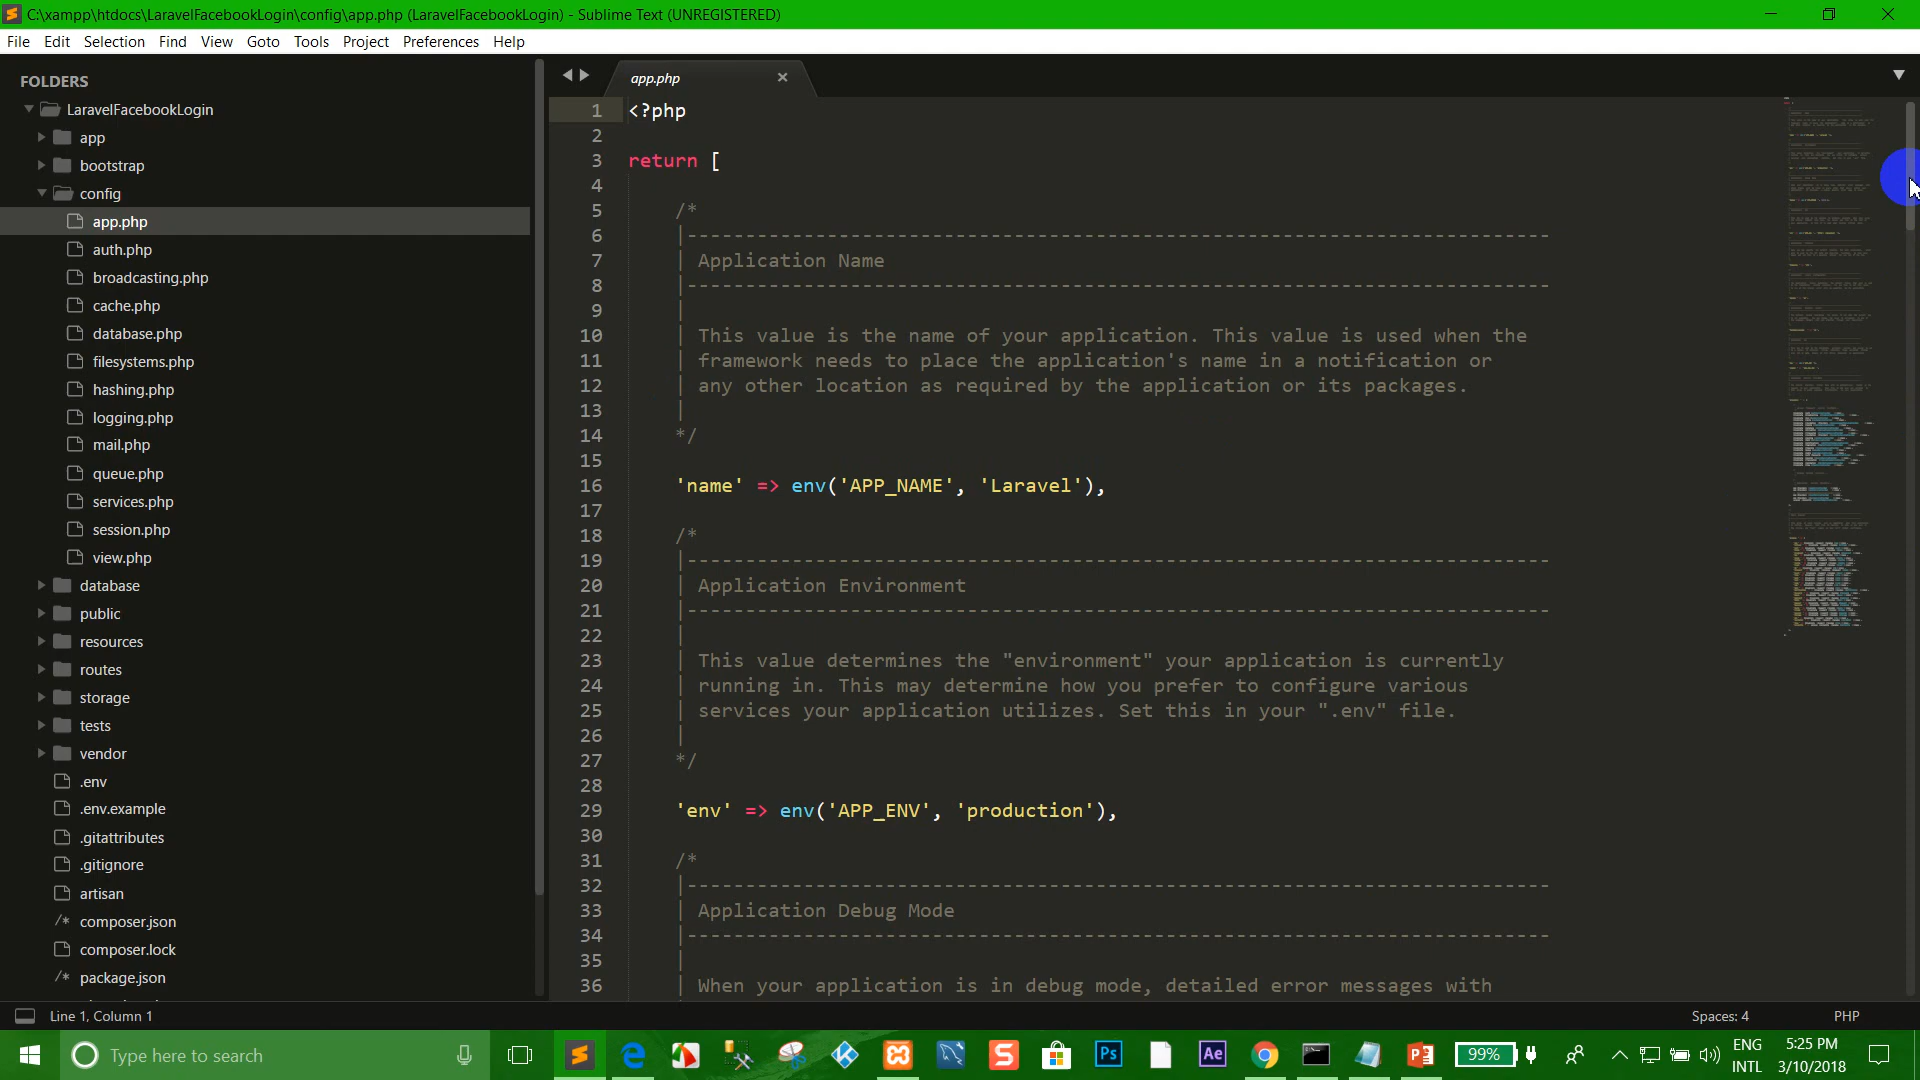 C:\xampp\htdocs\LaravelFacebookLogin\config\app.php (LaravelFacebookLogin) - Sublime Text (UNREGISTERED)
File Edit Selection Find View Goto Tools Project Preferences Help
FOLDERS
LaravelFacebookLogin
app
bootstrap
config
app.php
auth.php
broadcasting.php
cache.php
database.php
filesystems.php
hashing.php
logging.php
mail.php
queue.php
services.php
session.php
view.php
database
public
resources
routes
storage
tests
vendor
.env
.env.example
.gitattributes
.gitignore
artisan
/* composer.json
composer.lock
/* package.json
app.php
1 <?php
2
3 return [
4
5 /*
6 |--------------------------------------------------------------------------
7 | Application Name
8 |--------------------------------------------------------------------------
9 |
10 | This value is the name of your application. This value is used when the
11 | framework needs to place the application's name in a notification or
12 | any other location as required by the application or its packages.
13 |
14 */
15
16 'name' => env('APP_NAME', 'Laravel'),
17
18 /*
19 |--------------------------------------------------------------------------
20 | Application Environment
21 |--------------------------------------------------------------------------
22 |
23 | This value determines the "environment" your application is currently
24 | running in. This may determine how you prefer to configure various
25 | services your application utilizes. Set this in your ".env" file.
26 |
27 */
28
29 'env' => env('APP_ENV', 'production'),
30
31 /*
32 |--------------------------------------------------------------------------
33 | Application Debug Mode
34 |--------------------------------------------------------------------------
35 |
36 | When your application is in debug mode, detailed error messages with
Line 1, Column 1
Spaces: 4
PHP
Type here to search
Ps
Ae
99%
ENG
INTL
5:25 PM
3/10/2018